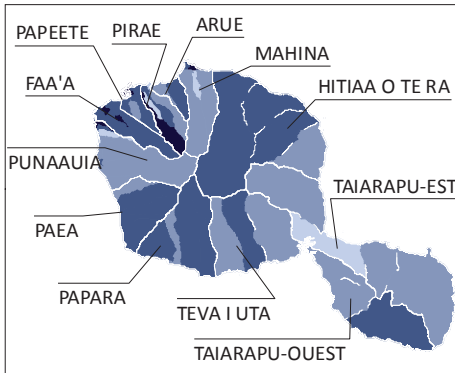 ARUE
PIRAE
PAPEETE
MAHINA
FAA'A
HITIAA O TE RA
PUNAAUIA
TAIARAPU-EST
PAEA
PAPARA
TEVA I UTA
TAIARAPU-OUEST